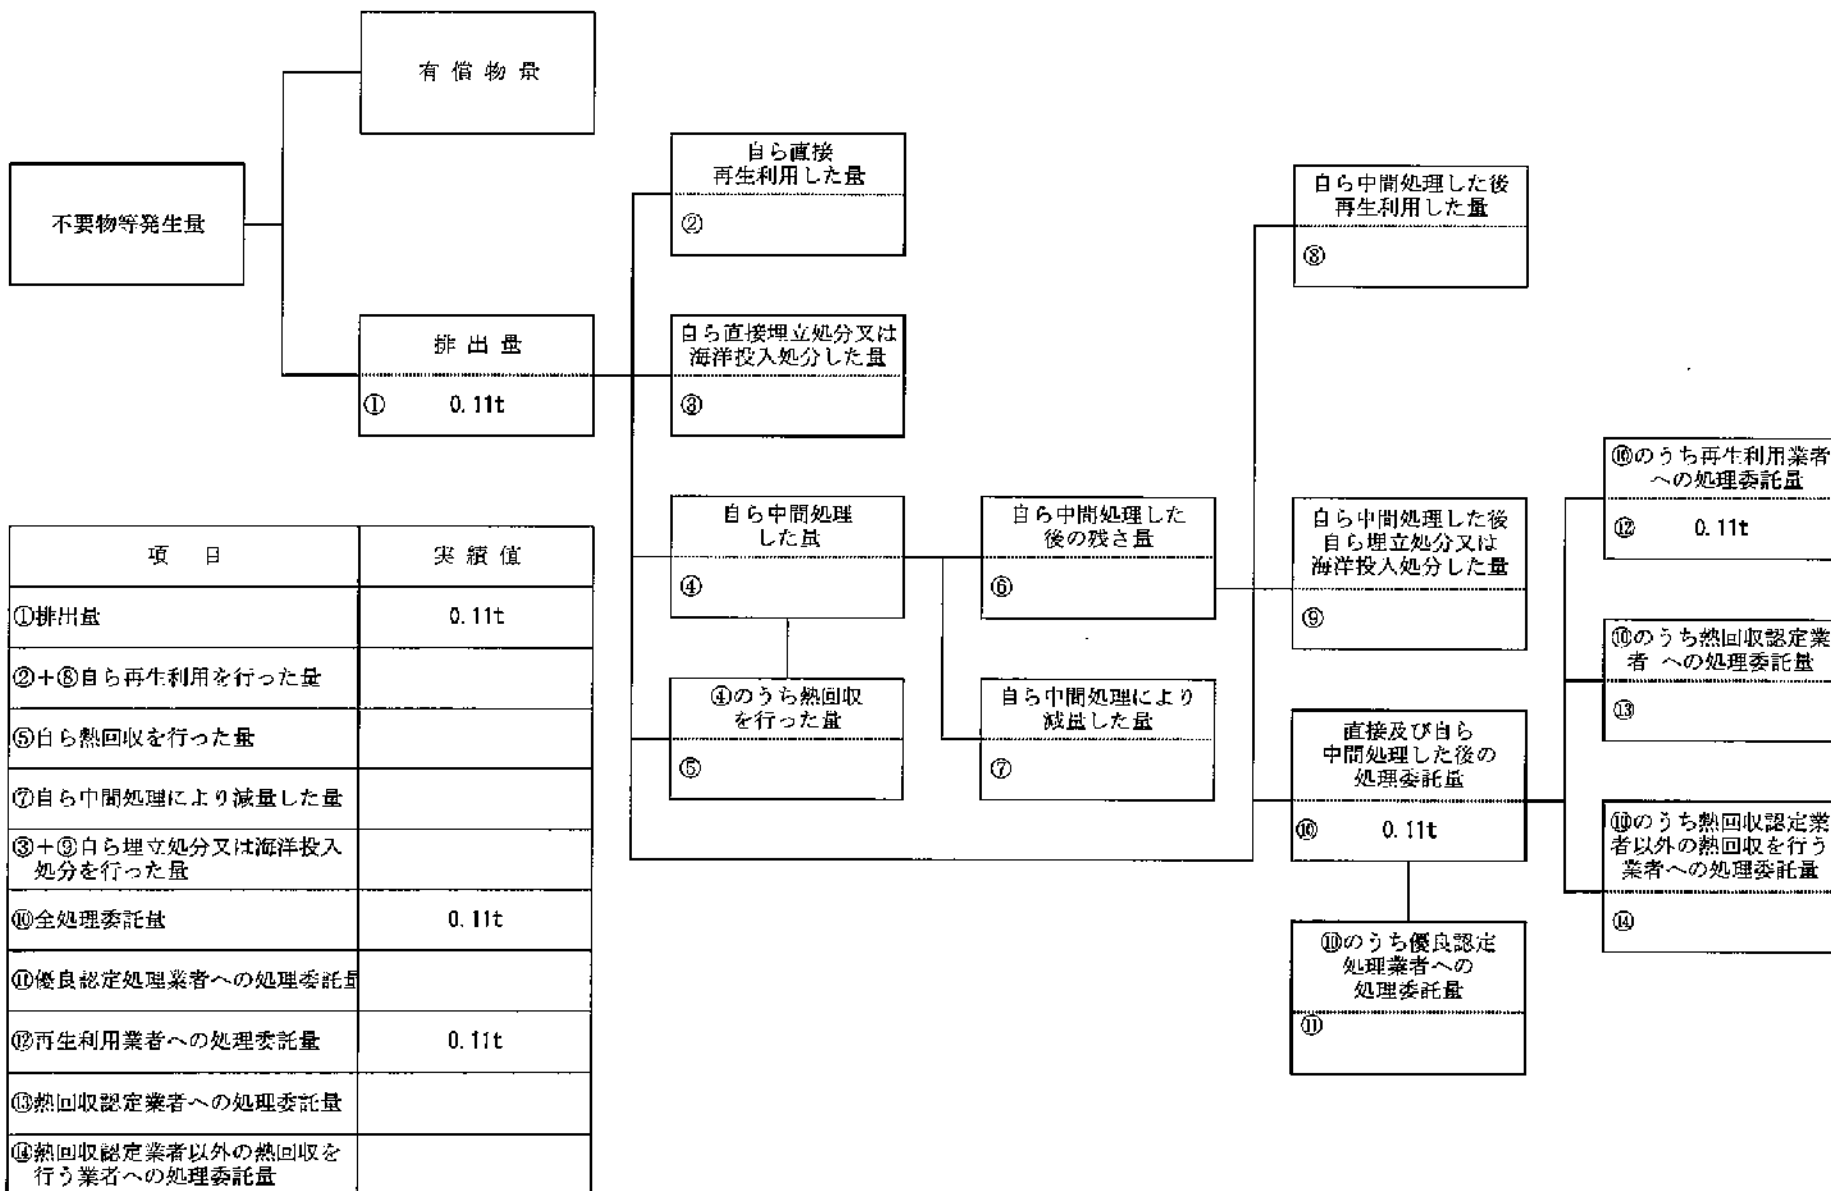 有 償 物 量
不要物等発生量
排 出 量
① 0.11t
自ら直接
再生利用した量
②
自ら直接埋立処分又は
海洋投入処分した量
③
自ら中間処理
した量
④
④のうち熱回収
を行った量
⑤
自ら中間処理した
後の残さ量
⑥
自ら中間処理により
減量した量
⑦
自ら中間処理した後
再生利用した量
⑧
自ら中間処理した後
自ら埋立処分又は
海洋投入処分した量
⑨
直接及び自ら
中間処理した後の
処理委託量
⑩ 0.11t
⑩のうち優良認定
処理業者への
処理委託量
⑪
⑩のうち再生利用業者
への処理委託量
⑫ 0.11t
⑩のうち熱回収認定業
者 への処理委託量
⑬
⑩のうち熱回収認定業
者以外の熱回収を行う
業者への処理委託量
⑭
項 目 実 績 値
①排出量 0.11t
②+⑧自ら再生利用を行った量
⑤自ら熱回収を行った量
⑦自ら中間処理により減量した量
③+⑨自ら埋立処分又は海洋投入
処分を行った量
⑩全処理委託量 0.11t
⑪優良認定処理業者への処理委託量
⑫再生利用業者への処理委託量 0.11t
⑬熱回収認定業者への処理委託量
⑭熱回収認定業者以外の熱回収を
行う業者への処理委託量